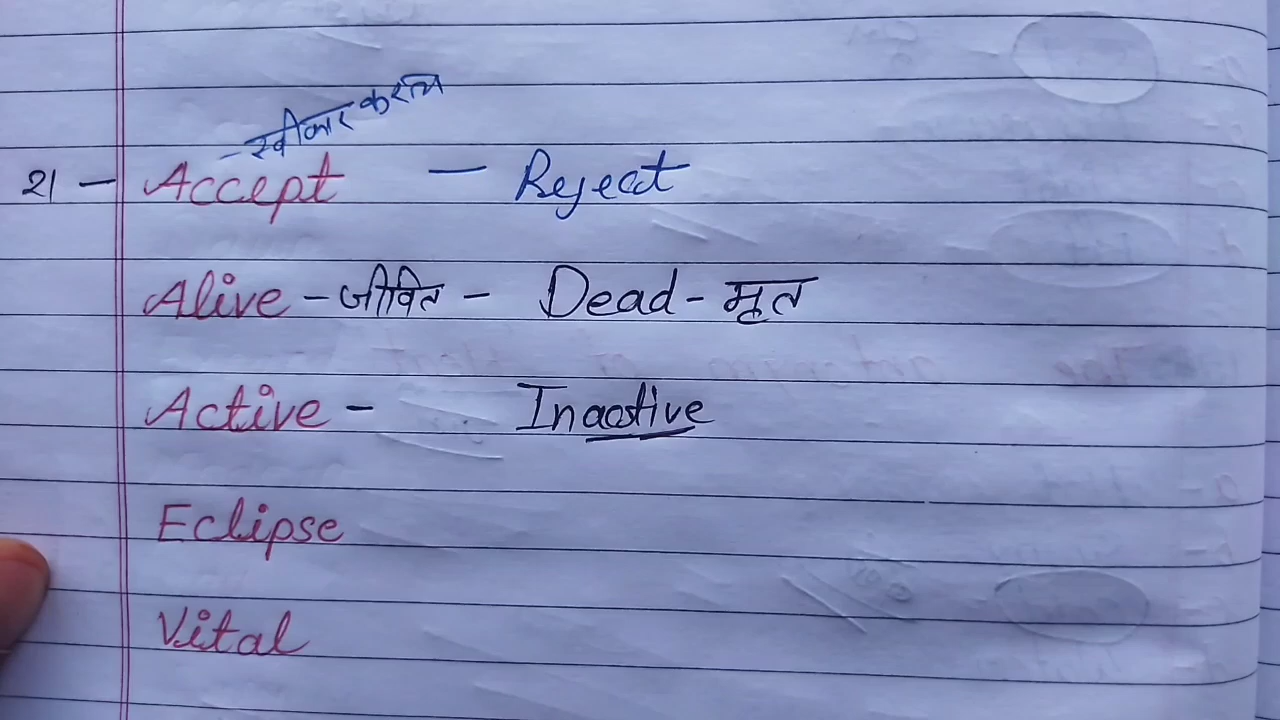 - स्वीकार करना
21 - Accept - Reject
Alive - जीवित - Dead - मृत
Active - Inactive
Eclipse
Vital